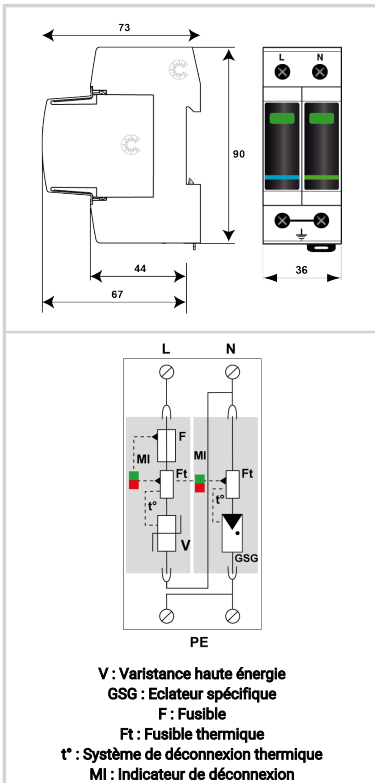 73
L N
90
44
67
36
L N
F
MI
MI
Ft
Ft
t°
t°
V
GSG
PE
V : Varistance haute énergie
GSG : Eclateur spécifique
F : Fusible
Ft : Fusible thermique
t° : Système de déconnexion thermique
MI : Indicateur de déconnexion